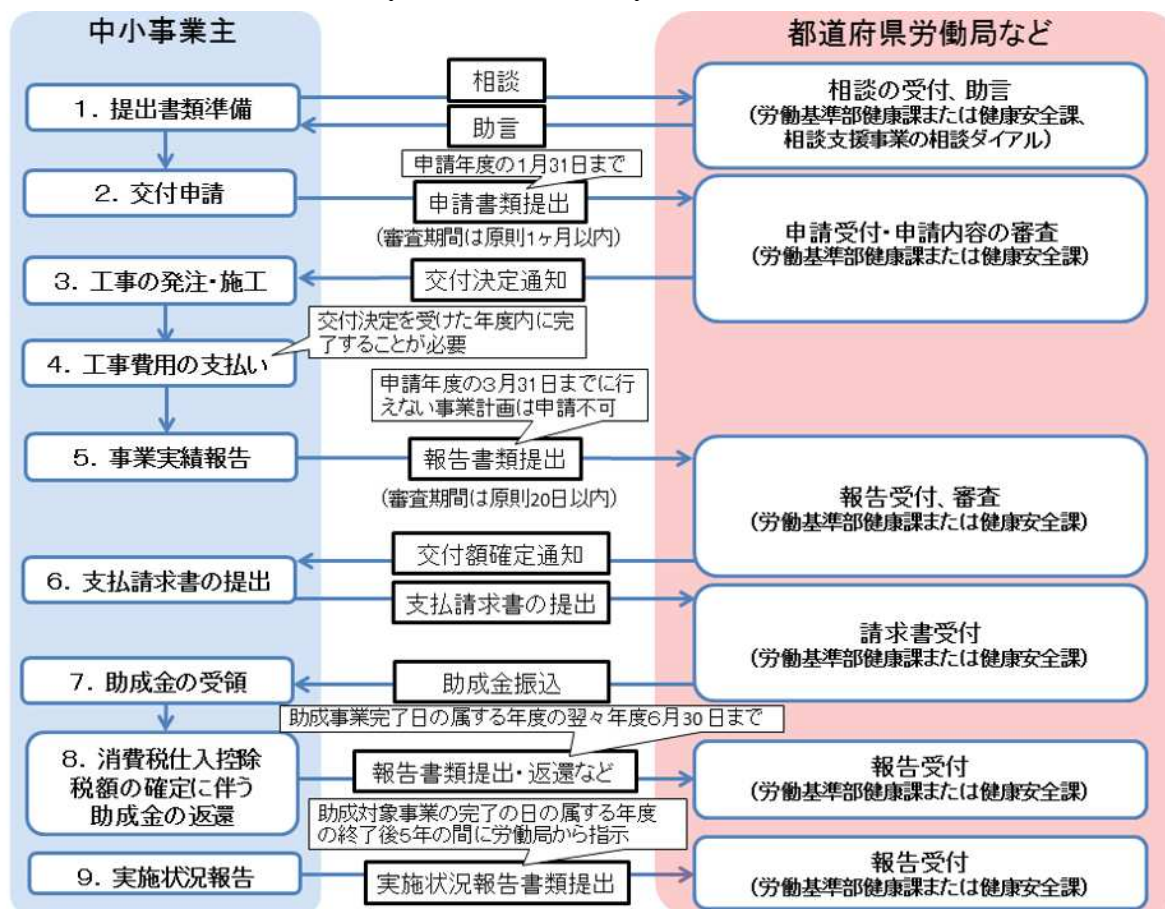 中小事業主
都道府県労働局など
相談
1. 提出書類準備
助言
相談の受付、助言
(労働基準部健康課または健康安全課、
相談支援事業の相談ダイアル)
申請年度の1月31日まで
2. 交付申請
申請書類提出
(審査期間は原則1ヶ月以内)
申請受付・申請内容の審査
(労働基準部健康課または健康安全課)
3. 工事の発注・施工
交付決定通知
交付決定を受けた年度内に完
了することが必要
4. 工事費用の支払い
申請年度の3月31日までに行
えない事業計画は申請不可
5. 事業実績報告
報告書類提出
(審査期間は原則20日以内)
報告受付、審査
(労働基準部健康課または健康安全課)
交付額確定通知
6. 支払請求書の提出
支払請求書の提出
請求書受付
(労働基準部健康課または健康安全課)
7. 助成金の受領
助成金振込
助成事業完了日の属する年度の翌々年度6月30日まで
8. 消費税仕入控除
税額の確定に伴う
助成金の返還
報告書類提出・返還など
報告受付
(労働基準部健康課または健康安全課)
助成対象事業の完了の日の属する年度
の終了後5年の間に労働局から指示
9. 実施状況報告
実施状況報告書類提出
報告受付
(労働基準部健康課または健康安全課)